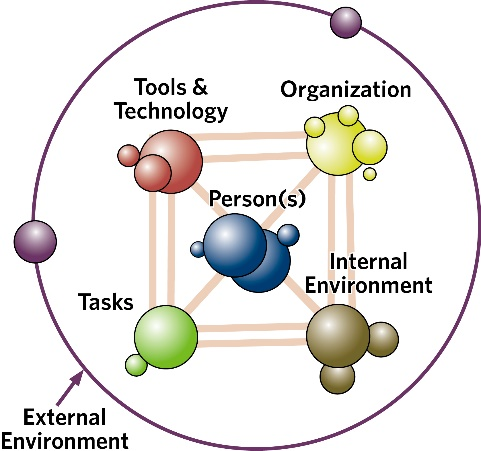 Tools &
Technology
Organization
Person(s)
Internal
Environment
Tasks
External
Environment